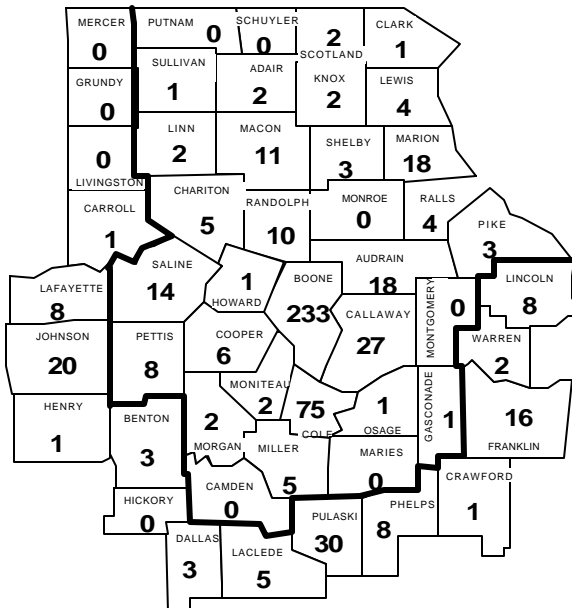 MERCER
0
PUTNAM
0
SCHUYLER
0
2
SCOTLAND
CLARK
1
GRUNDY
0
SULLIVAN
1
ADAIR
2
KNOX
2
LEWIS
4
0
LIVINGSTON
LINN
2
MACON
11
SHELBY
3
MARION
18
CARROLL
1
CHARITON
5
RANDOLPH
10
MONROE
0
RALLS
4
PIKE
3
LAFAYETTE
8
SALINE
14
1
HOWARD
BOONE
233
AUDRAIN
18
CALLAWAY
27
MONTGOMERY
0
LINCOLN
8
JOHNSON
20
PETTIS
8
COOPER
6
WARREN
2
MONITEAU
2
75
COLE
1
OSAGE
GASCONADE
1
16
FRANKLIN
HENRY
1
BENTON
3
2
MORGAN
MILLER
5
MARIES
0
CRAWFORD
1
HICKORY
0
CAMDEN
0
PULASKI
30
PHELPS
8
DALLAS
3
LACLEDE
5